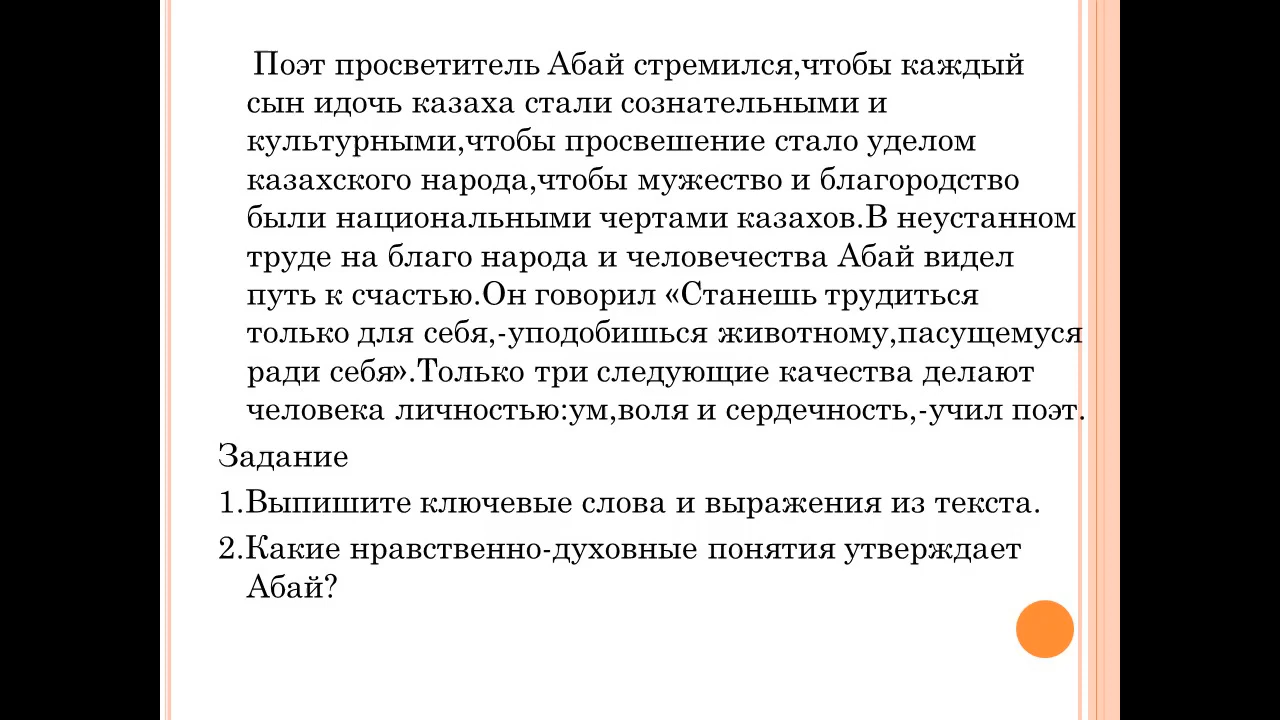 Поэт просветитель Абай стремился,чтобы каждый
сын идочь казаха стали сознательными и
культурными,чтобы просвешение стало уделом
казахского народа,чтобы мужество и благородство
были национальными чертами казахов.В неустанном
труде на благо народа и человечества Абай видел
путь к счастью.Он говорил «Станешь трудиться
только для себя,-уподобишься животному,пасущемуся
ради себя».Только три следующие качества делают
человека личностью:ум,воля и сердечность,-учил поэт.
Задание
1.Выпишите ключевые слова и выражения из текста.
2.Какие нравственно-духовные понятия утверждает
Абай?